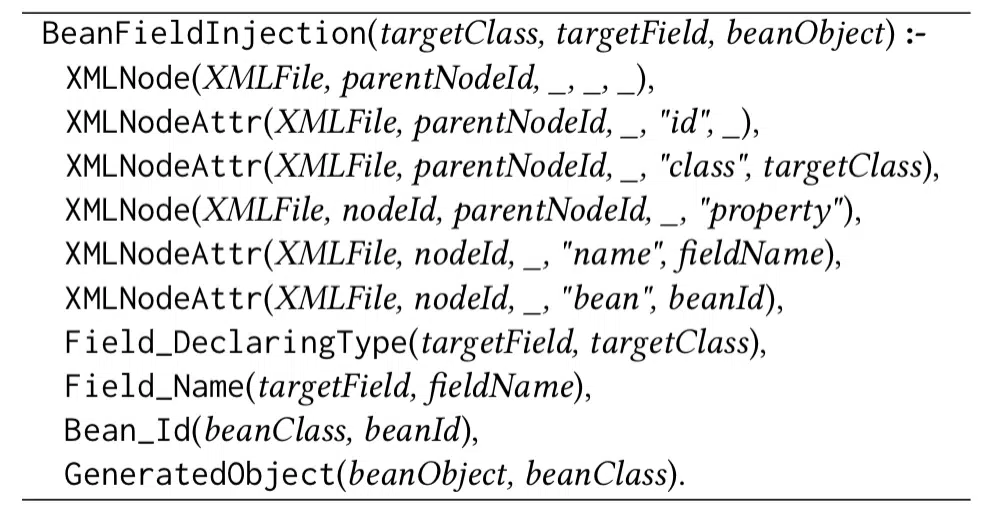 BeanFieldInjection(targetClass, targetField, beanObject) :-
XMLNode(XMLFile, parentNodeId, _, _, _),
XMLNodeAttr(XMLFile, parentNodeId, _, "id", _),
XMLNodeAttr(XMLFile, parentNodeId, _, "class", targetClass),
XMLNode(XMLFile, nodeId, parentNodeId, _, "property"),
XMLNodeAttr(XMLFile, nodeId, _, "name", fieldName),
XMLNodeAttr(XMLFile, nodeId, _, "bean", beanId),
Field_DeclaringType(targetField, targetClass),
Field_Name(targetField, fieldName),
Bean_Id(beanClass, beanId),
GeneratedObject(beanObject, beanClass).